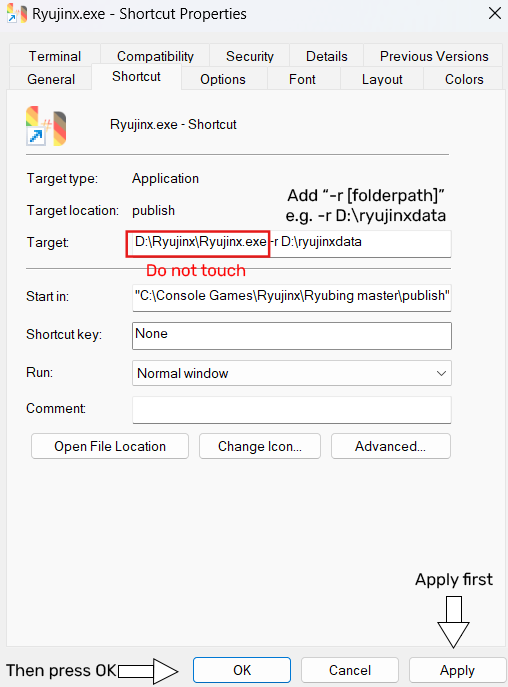 Ryujinx.exe - Shortcut Properties
Terminal Compatibility Security Details Previous Versions
General Shortcut Options Font Layout Colors
Ryujinx.exe - Shortcut
Target type: Application
Add “-r [folderpath]”
Target location: publish
e.g. -r D:\ryujinxdata
Target: D:\Ryujinx\Ryujinx.exe -r D:\ryujinxdata
Do not touch
Start in: "C:\Console Games\Ryujinx\Ryubing master\publish"
Shortcut key: None
Run: Normal window
Comment:
Open File Location Change Icon... Advanced...
Apply first
Then press OK OK Cancel Apply